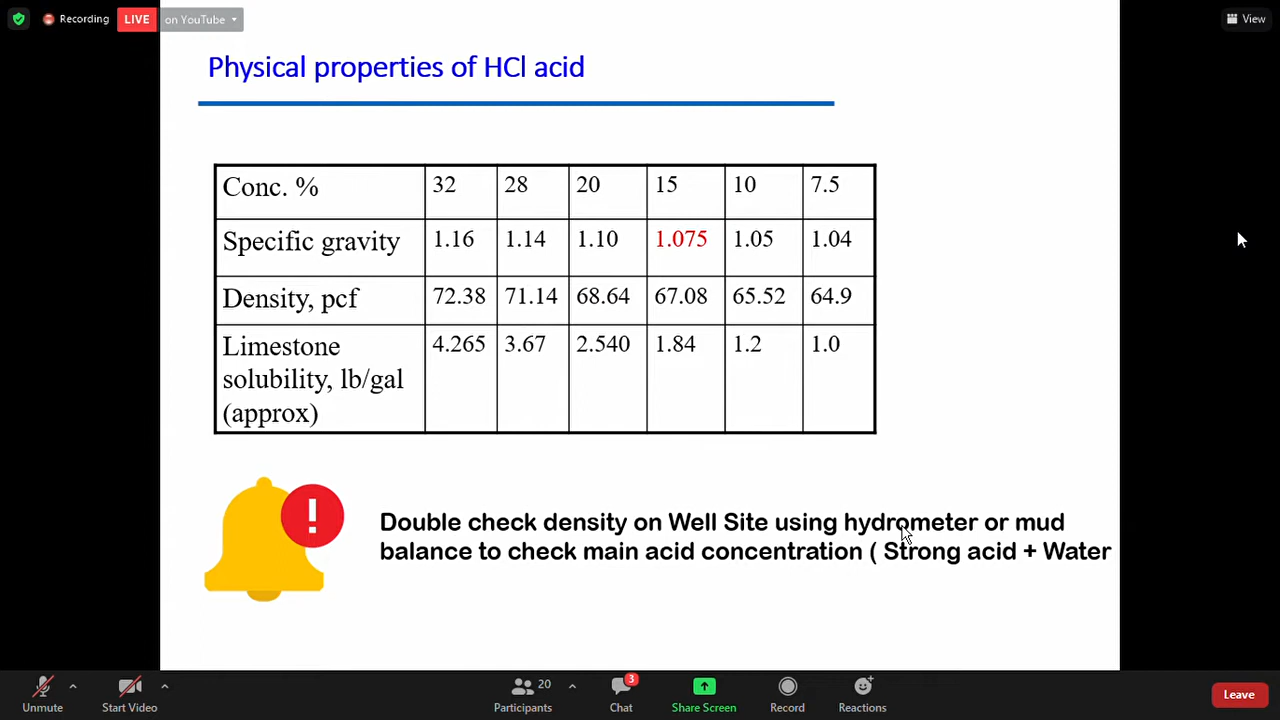 Recording LIVE on YouTube View
Physical properties of HCl acid
Conc. % 32 28 20 15 10 7.5
Specific gravity 1.16 1.14 1.10 1.075 1.05 1.04
Density, pcf 72.38 71.14 68.64 67.08 65.52 64.9
Limestone 4.265 3.67 2.540 1.84 1.2 1.0
solubility, lb/gal
(approx)
!
Double check density on Well Site using hydrometer or mud
balance to check main acid concentration ( Strong acid + Water
20 3
Unmute Start Video Participants Chat Share Screen Record Reactions Leave